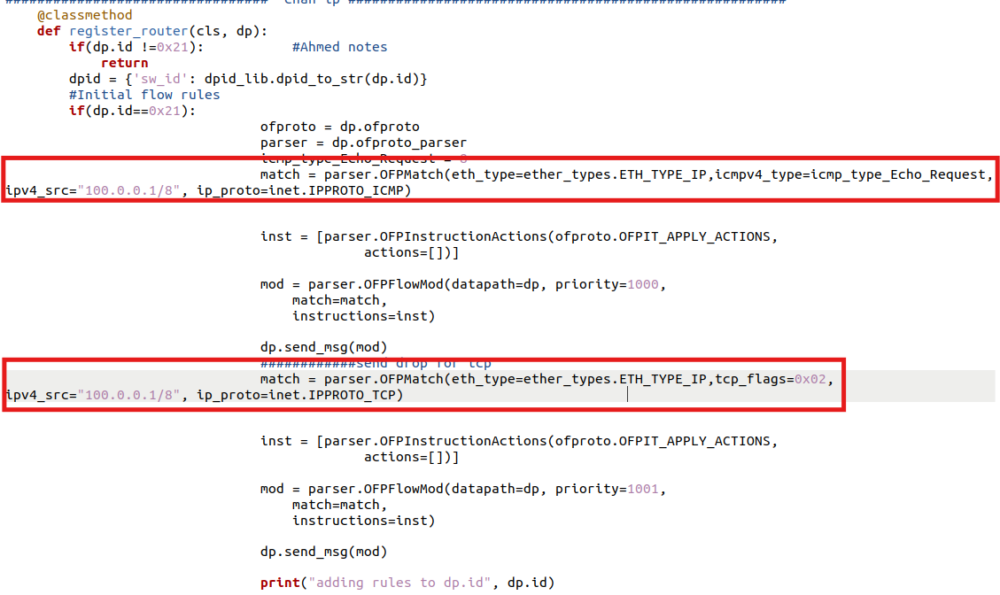 @classmethod
def register_router(cls, dp):
if(dp.id !=0x21): #Ahmed notes
return
dpid = {'sw_id': dpid_lib.dpid_to_str(dp.id)}
#Initial flow rules
if(dp.id==0x21):
ofproto = dp.ofproto
parser = dp.ofproto_parser
icmp_type_Echo_Request = 8
match = parser.OFPMatch(eth_type=ether_types.ETH_TYPE_IP,icmpv4_type=icmp_type_Echo_Request,
ipv4_src="100.0.0.1/8", ip_proto=inet.IPPROTO_ICMP)
inst = [parser.OFPInstructionActions(ofproto.OFPIT_APPLY_ACTIONS,
actions=[])]
mod = parser.OFPFlowMod(datapath=dp, priority=1000,
match=match,
instructions=inst)
dp.send_msg(mod)
############send drop for tcp
match = parser.OFPMatch(eth_type=ether_types.ETH_TYPE_IP,tcp_flags=0x02,
ipv4_src="100.0.0.1/8", ip_proto=inet.IPPROTO_TCP)
inst = [parser.OFPInstructionActions(ofproto.OFPIT_APPLY_ACTIONS,
actions=[])]
mod = parser.OFPFlowMod(datapath=dp, priority=1001,
match=match,
instructions=inst)
dp.send_msg(mod)
print("adding rules to dp.id", dp.id)